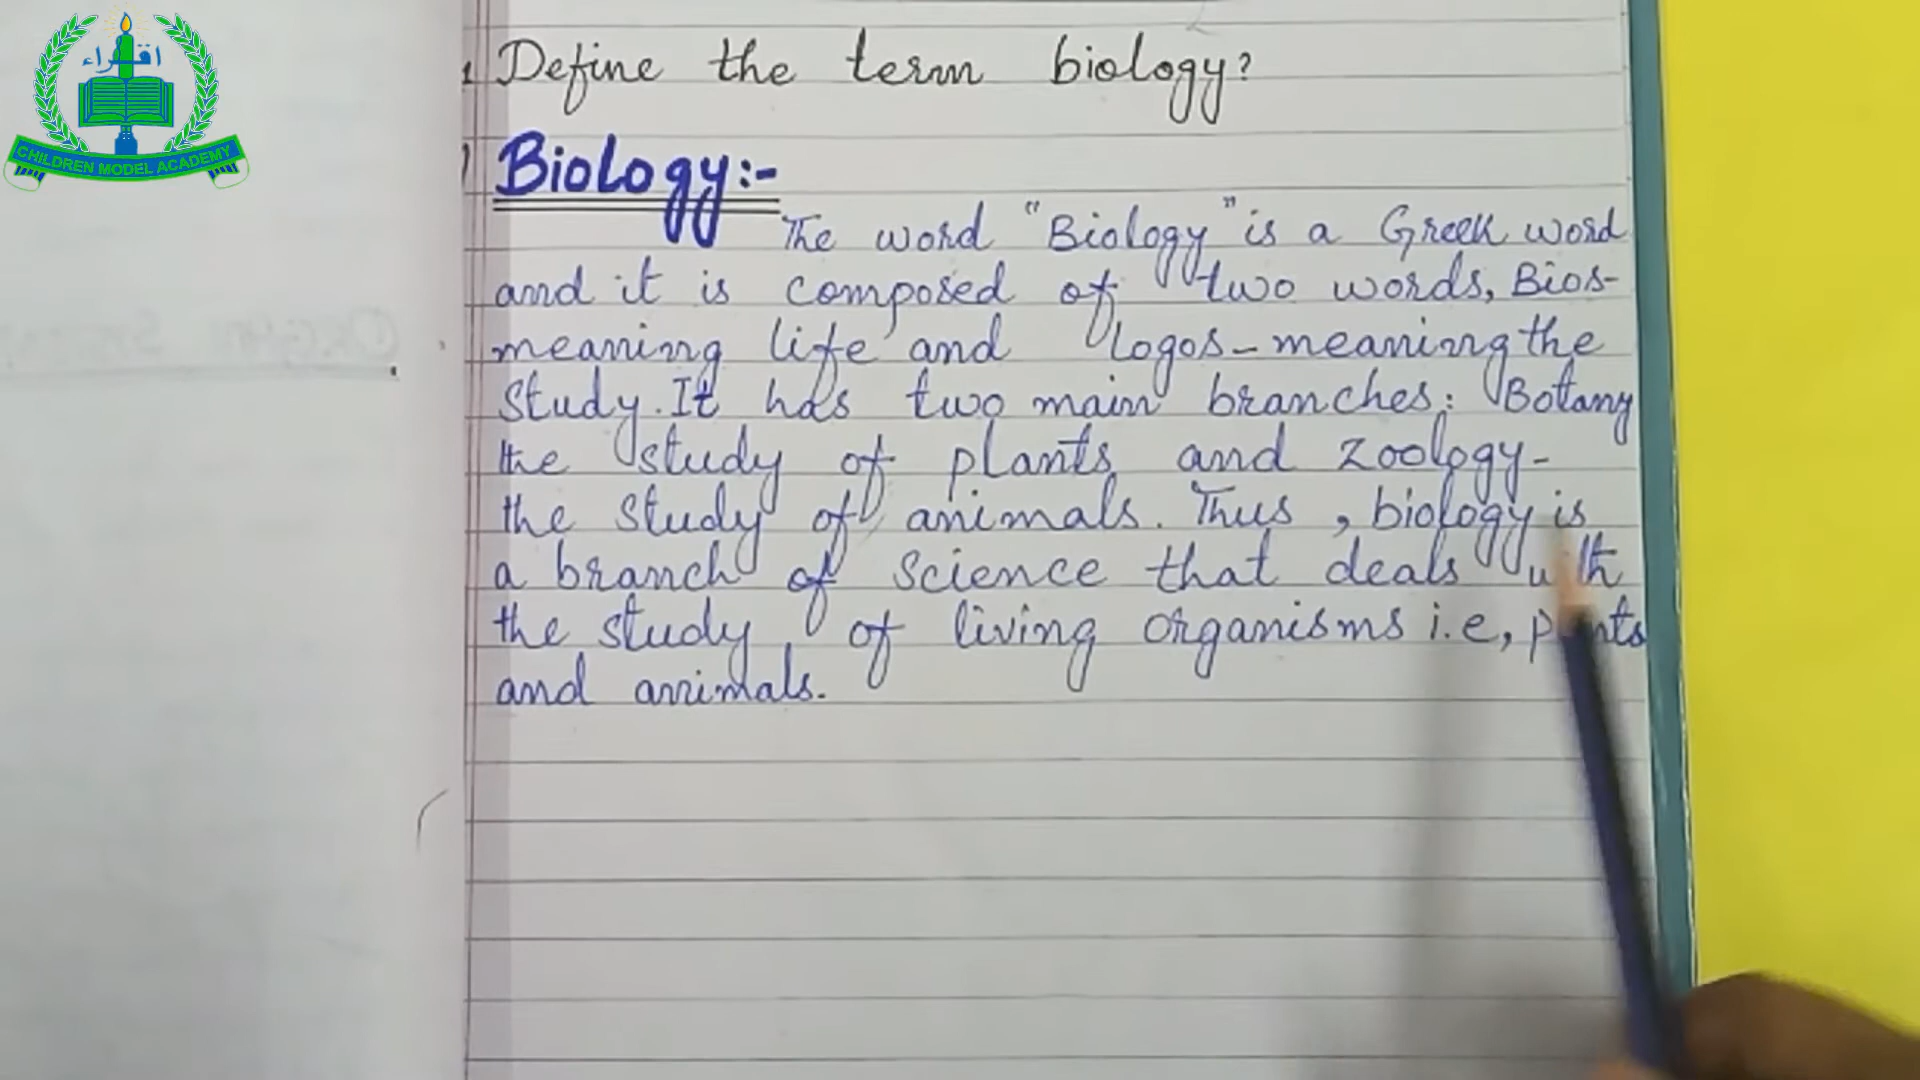 اقراء
CHILDREN MODEL ACADEMY
Define the term biology?
Biology:-
The word "Biology" is a Greek word
and it is composed of two words, Bios-
meaning life and logos-meaning the
study. It has two main branches: Botany
the study of plants and zoology-
the study of animals. Thus, biology is
a branch of science that deals with
the study of living organisms i.e, plants
and animals.